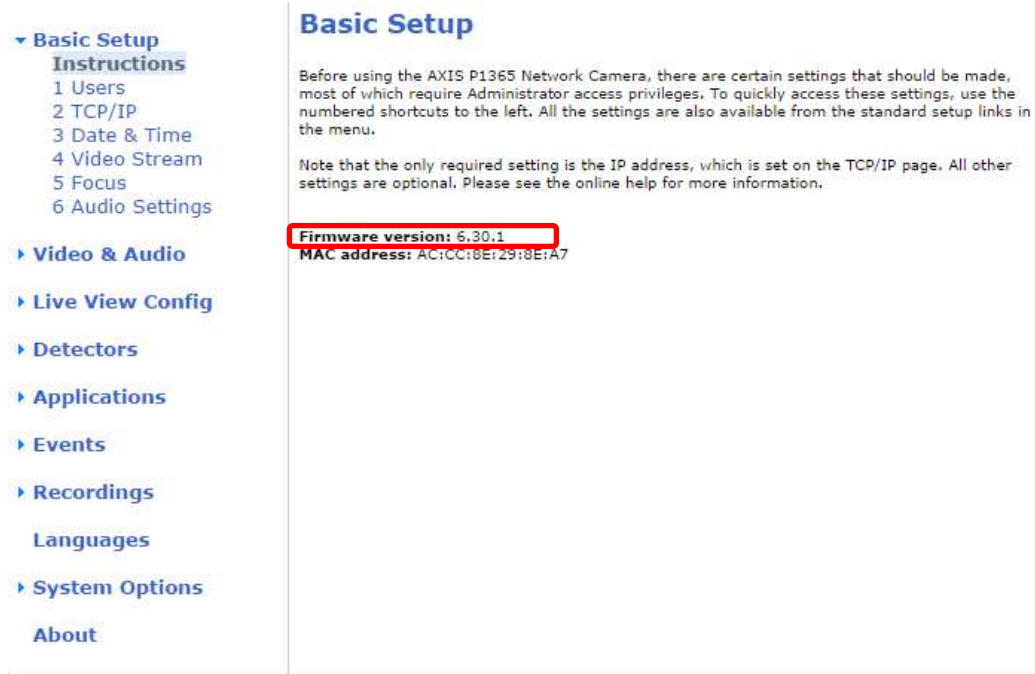 Basic Setup
Instructions
1 Users
2 TCP/IP
3 Date & Time
4 Video Stream
5 Focus
6 Audio Settings
Video & Audio
Live View Config
Detectors
Applications
Events
Recordings
Languages
System Options
About
Basic Setup
Before using the AXIS P1365 Network Camera, there are certain settings that should be made,
most of which require Administrator access privileges. To quickly access these settings, use the
numbered shortcuts to the left. All the settings are also available from the standard setup links in
the menu.
Note that the only required setting is the IP address, which is set on the TCP/IP page. All other
settings are optional. Please see the online help for more information.
Firmware version: 6.30.1
MAC address: AC:CC:8E:29:8E:A7